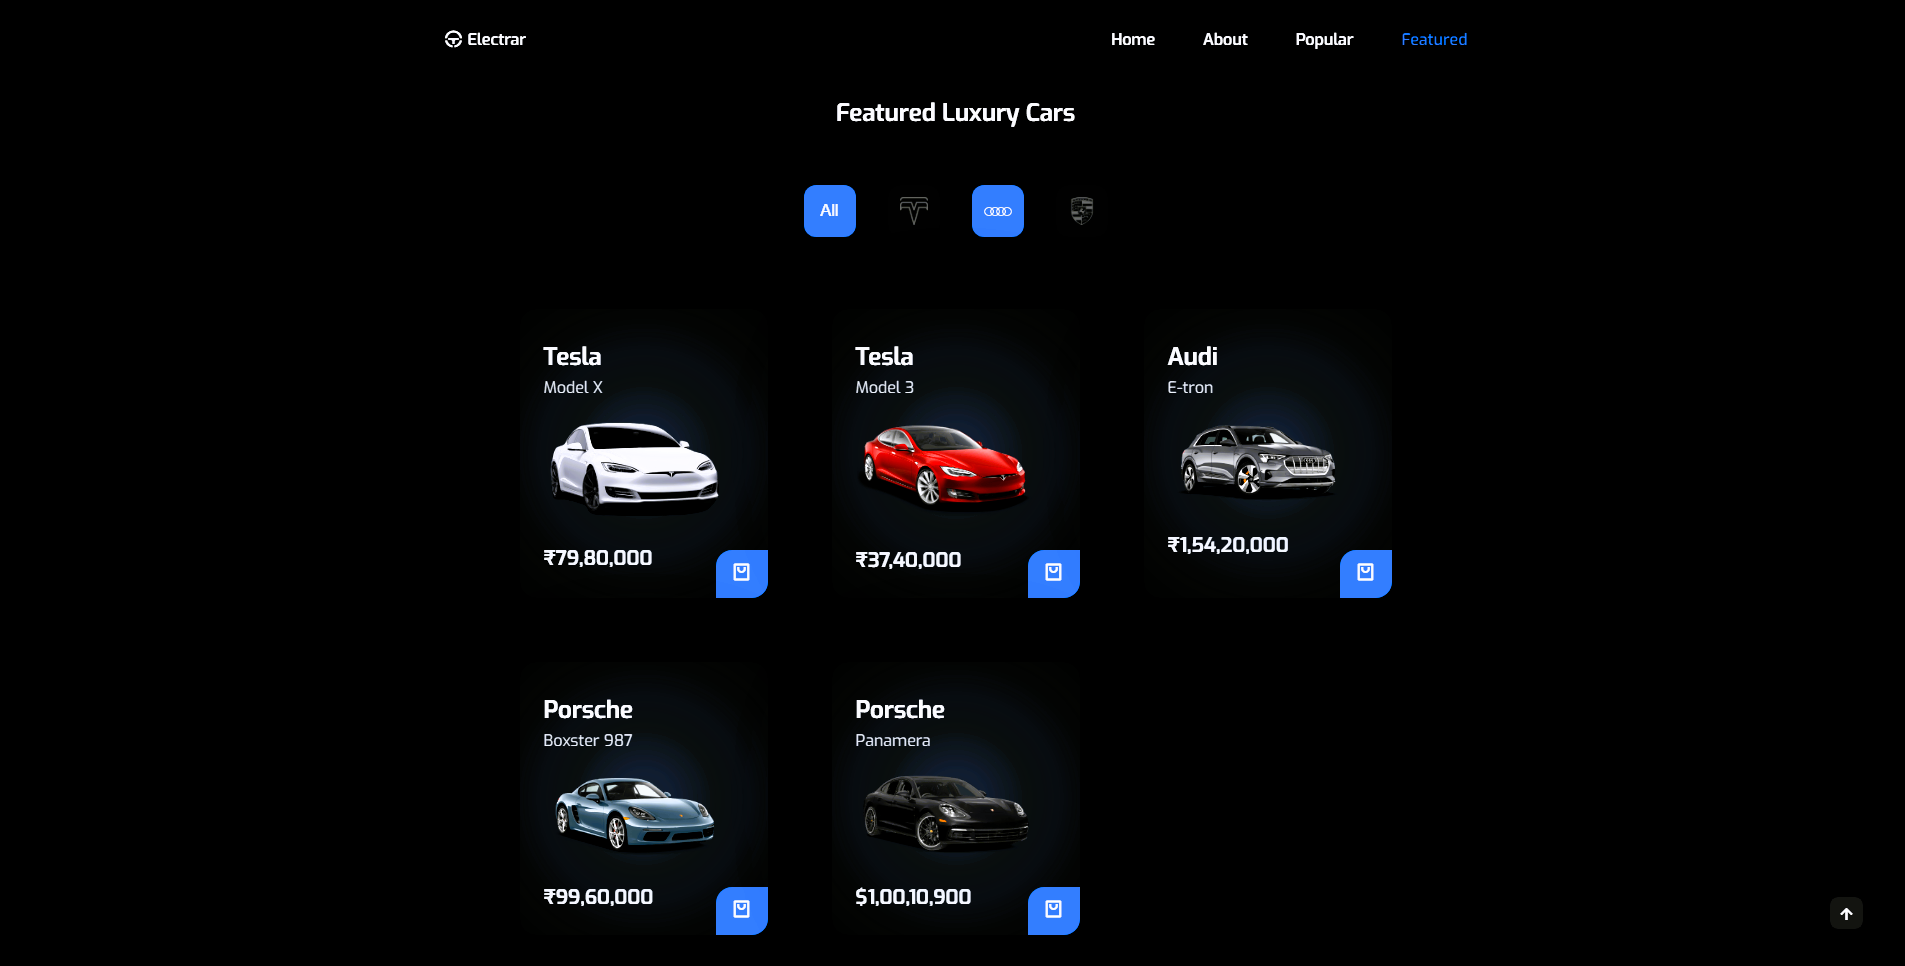 Electrar
Home About Popular Featured
Featured Luxury Cars
All
Tesla
Model X
₹79,80,000
Tesla
Model 3
₹37,40,000
Audi
E-tron
₹1,54,20,000
Porsche
Boxster 987
₹99,60,000
Porsche
Panamera
$1,00,10,900